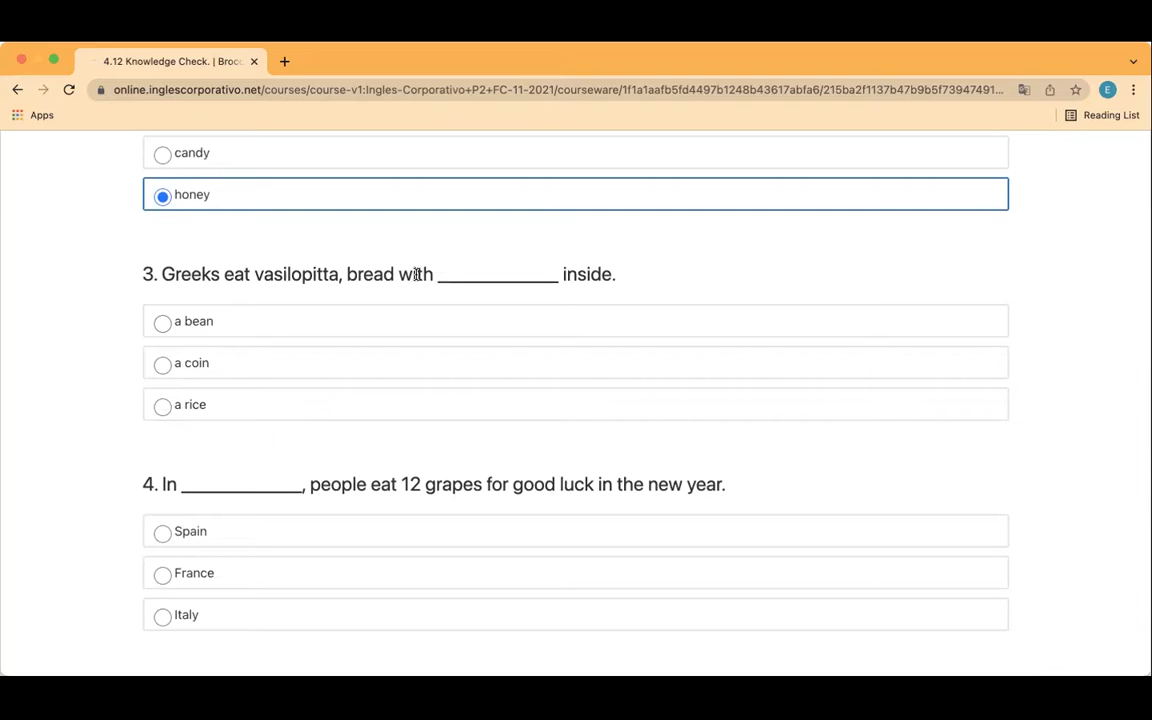 4.12 Knowledge Check. | Broc
online.inglescorporativo.net/courses/course-v1:Ingles-Corporativo+P2+FC-11-2021/courseware/1f1a1aafb5fd4497b1248b43617abfa6/215ba2f1137b47b9b5f73947491...
E
Apps
Reading List
candy
honey
3. Greeks eat vasilopitta, bread with ____________ inside.
a bean
a coin
a rice
4. In ____________, people eat 12 grapes for good luck in the new year.
Spain
France
Italy